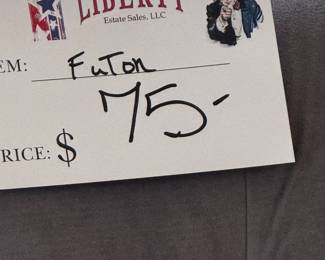 LIBERTY
Estate Sales, LLC
EM: Futon
75-
RICE: $